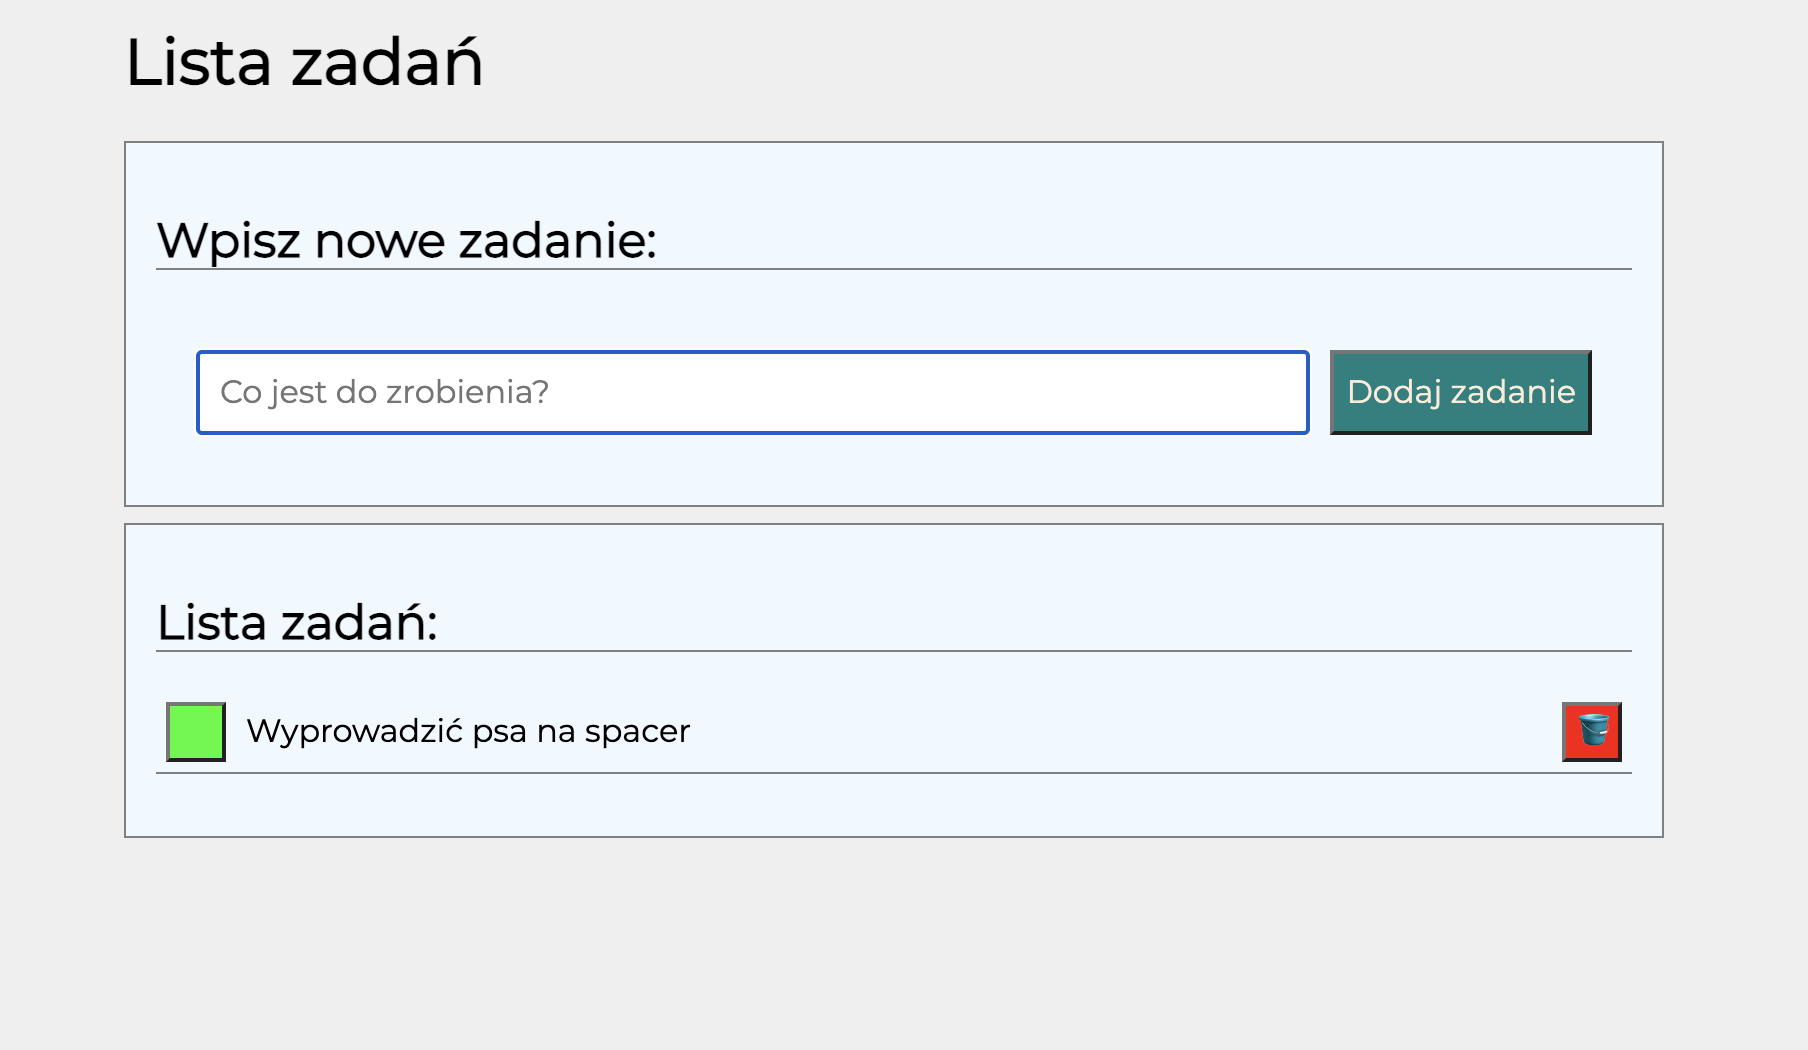 Lista zadań
Wpisz nowe zadanie:
Co jest do zrobienia?
Dodaj zadanie
Lista zadań:
Wyprowadzić psa na spacer